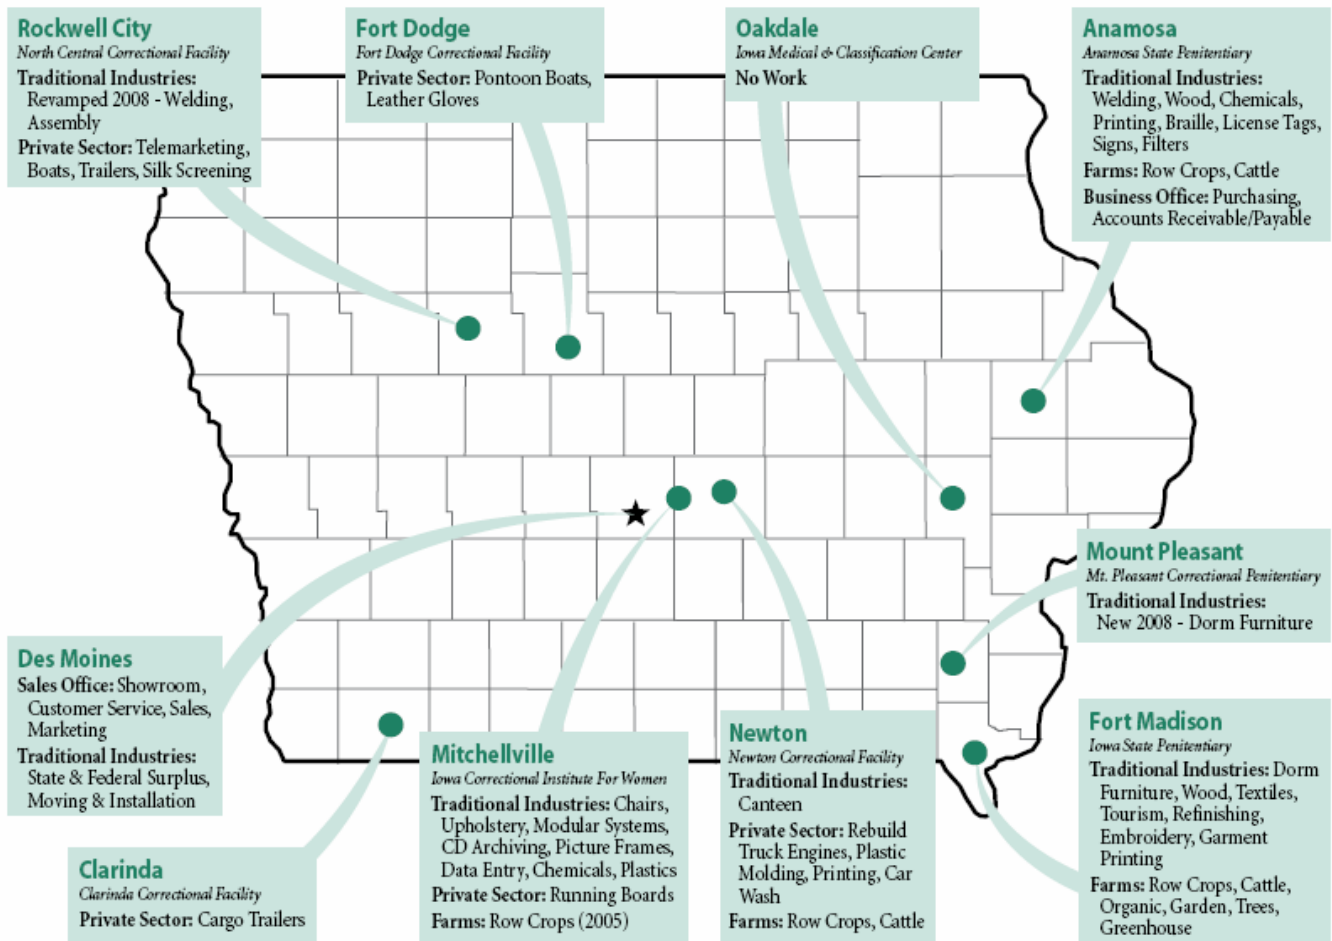 Rockwell City
North Central Correctional Facility
Traditional Industries:
Revamped 2008 - Welding,
Assembly
Private Sector: Telemarketing,
Boats, Trailers, Silk Screening
Fort Dodge
Fort Dodge Correctional Facility
Private Sector: Pontoon Boats,
Leather Gloves
Oakdale
Iowa Medical & Classification Center
No Work
Anamosa
Anamosa State Penitentiary
Traditional Industries:
Welding, Wood, Chemicals,
Printing, Braille, License Tags,
Signs, Filters
Farms: Row Crops, Cattle
Business Office: Purchasing,
Accounts Receivable/Payable
Mount Pleasant
Mt. Pleasant Correctional Penitentiary
Traditional Industries:
New 2008 - Dorm Furniture
Des Moines
Sales Office: Showroom,
Customer Service, Sales,
Marketing
Traditional Industries:
State & Federal Surplus,
Moving & Installation
Clarinda
Clarinda Correctional Facility
Private Sector: Cargo Trailers
Mitchellville
Iowa Correctional Institute For Women
Traditional Industries: Chairs,
Upholstery, Modular Systems,
CD Archiving, Picture Frames,
Data Entry, Chemicals, Plastics
Private Sector: Running Boards
Farms: Row Crops (2005)
Newton
Newton Correctional Facility
Traditional Industries:
Canteen
Private Sector: Rebuild
Truck Engines, Plastic
Molding, Printing, Car
Wash
Farms: Row Crops, Cattle
Fort Madison
Iowa State Penitentiary
Traditional Industries: Dorm
Furniture, Wood, Textiles,
Tourism, Refinishing,
Embroidery, Garment
Printing
Farms: Row Crops, Cattle,
Organic, Garden, Trees,
Greenhouse